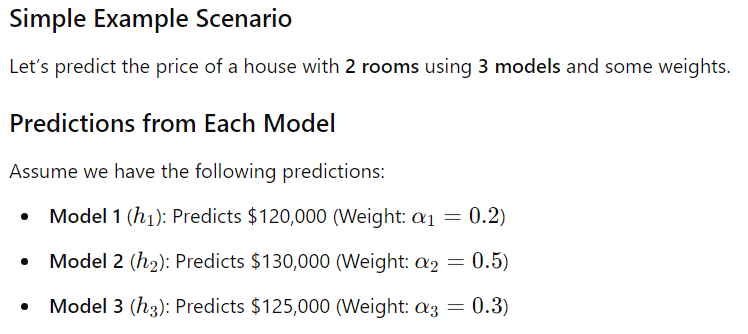 Simple Example Scenario
Let's predict the price of a house with 2 rooms using 3 models and some weights.
Predictions from Each Model
Assume we have the following predictions:
• Model 1 (h₁): Predicts $120,000 (Weight: α₁ = 0.2)
• Model 2 (h₂): Predicts $130,000 (Weight: α₂ = 0.5)
• Model 3 (h₃): Predicts $125,000 (Weight: α₃ = 0.3)